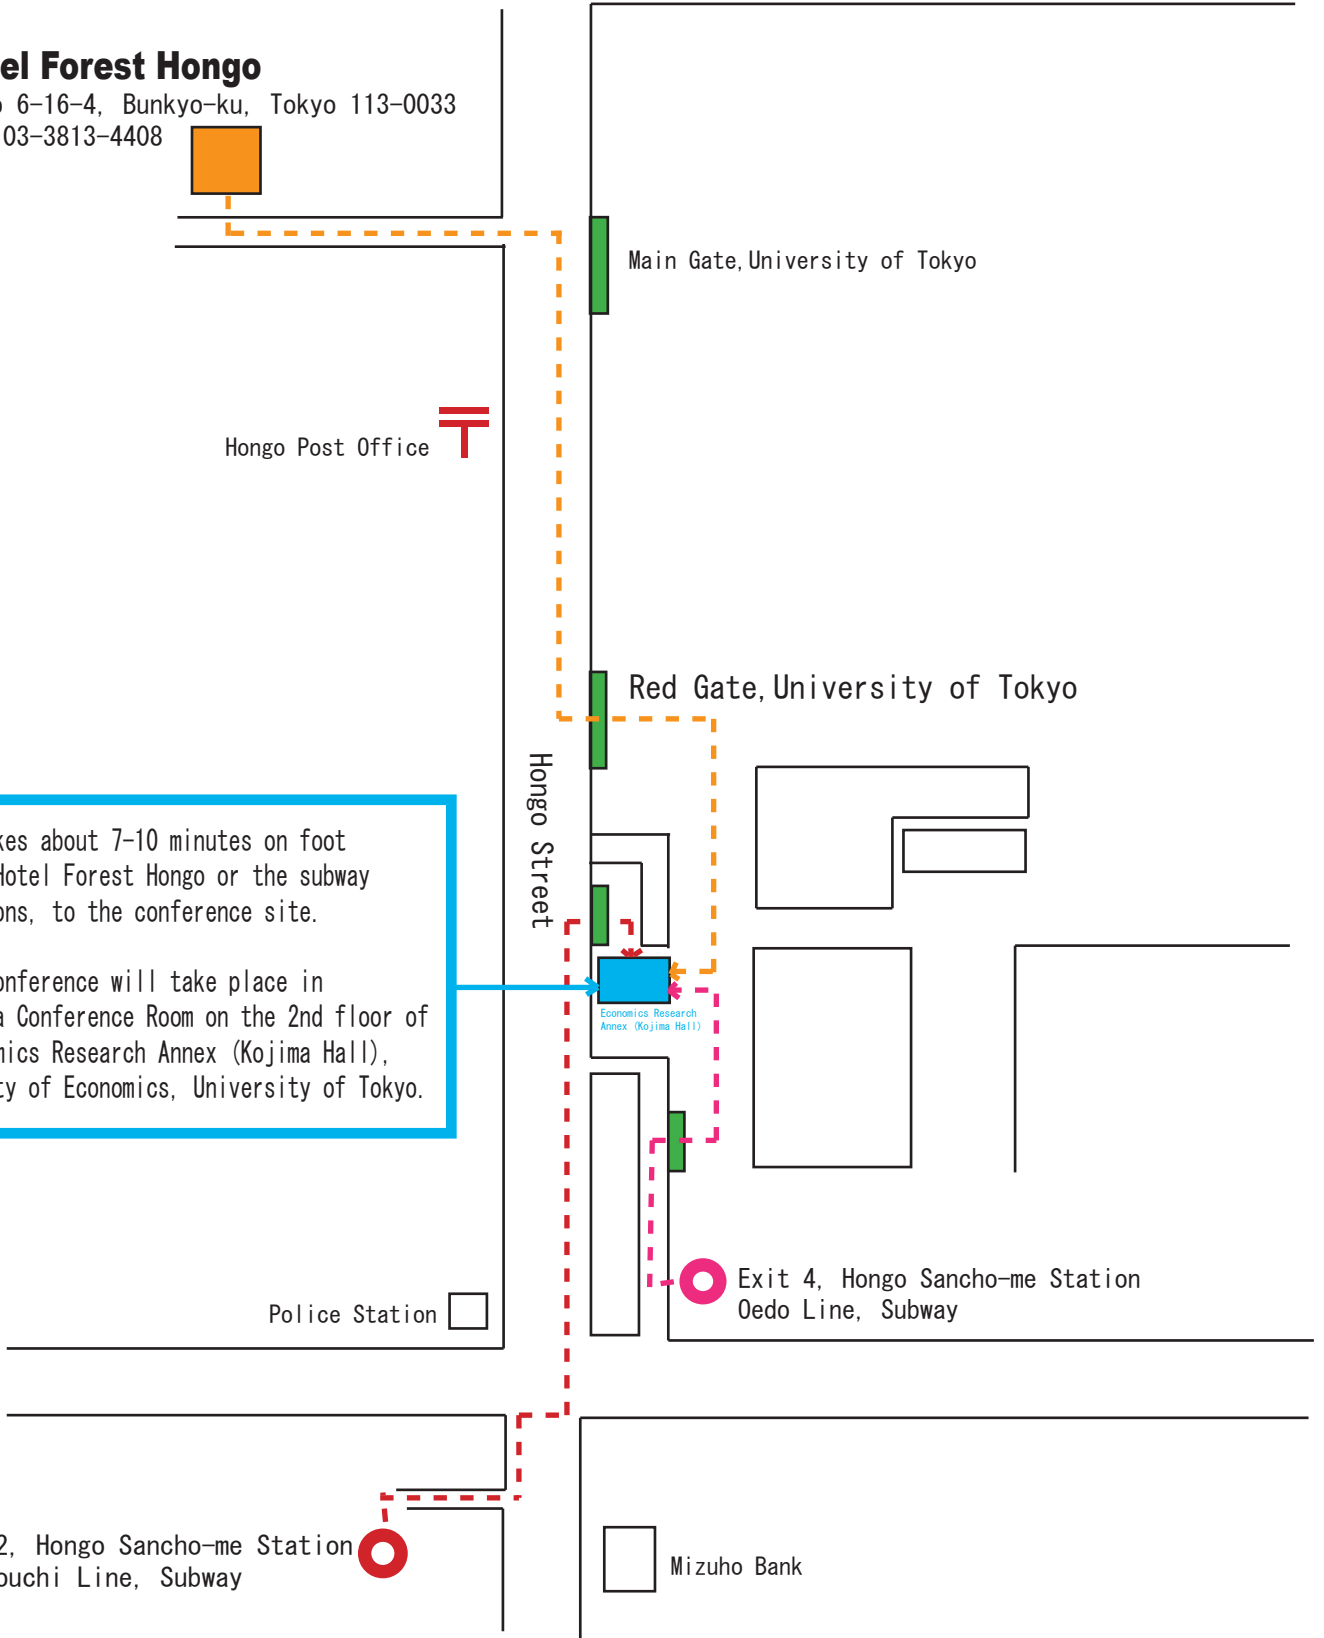 el Forest Hongo
6-16-4, Bunkyo-ku, Tokyo 113-0033
03-3813-4408
Main Gate,University of Tokyo
Hongo Post Office
Red Gate,University of Tokyo
Hongo Street
kes about 7-10 minutes on foot
Hotel Forest Hongo or the subway
ons, to the conference site.
onference will take place in
a Conference Room on the 2nd floor of
mics Research Annex (Kojima Hall),
ty of Economics, University of Tokyo.
Economics Research
Annex (Kojima Hall)
Exit 4, Hongo Sancho-me Station
Oedo Line, Subway
Police Station
2, Hongo Sancho-me Station
ouchi Line, Subway
Mizuho Bank